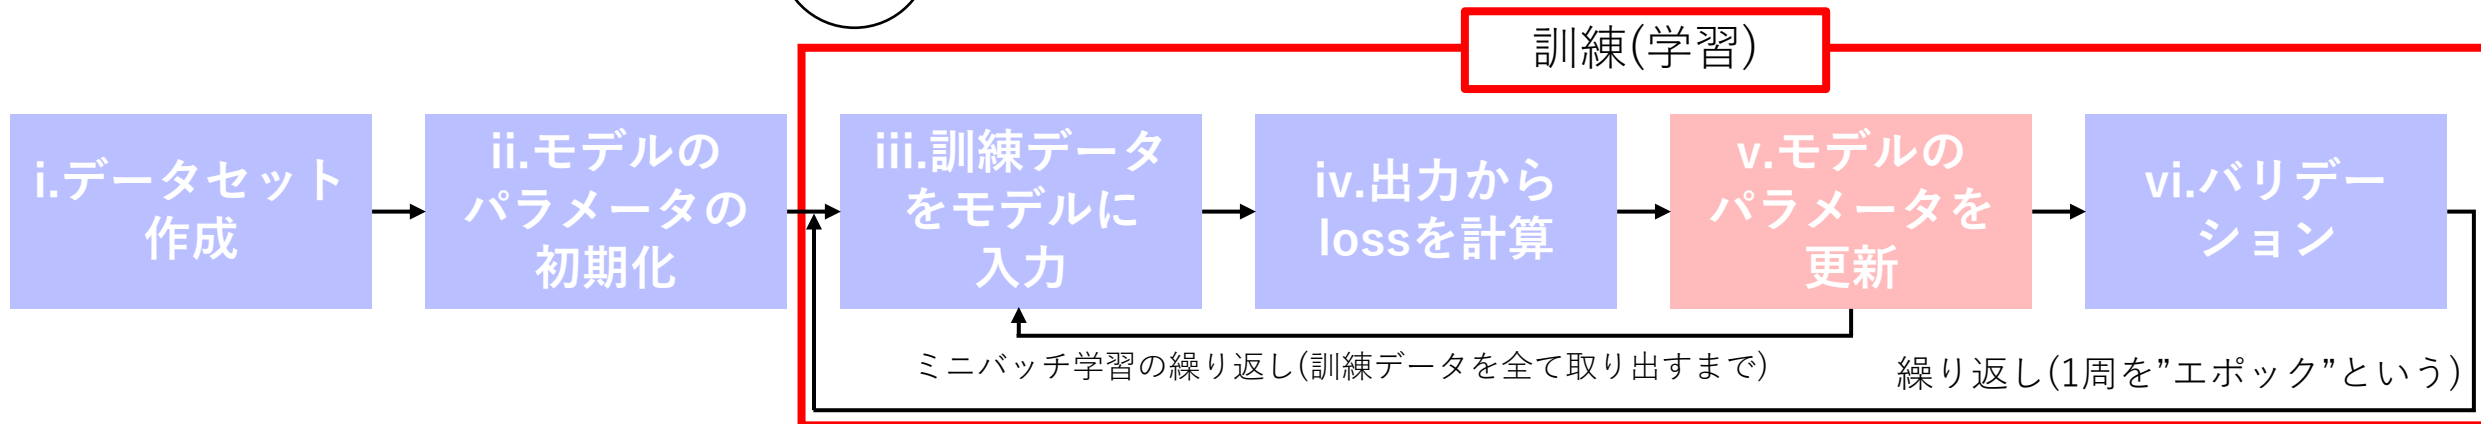 訓練(学習)
i.データセット
作成
ii.モデルの
パラメータの
初期化
iii.訓練データ
をモデルに
入力
iv.出力から
lossを計算
v.モデルの
パラメータを
更新
vi.バリデー
ション
ミニバッチ学習の繰り返し(訓練データを全て取り出すまで)
繰り返し(1周を”エポック”という)